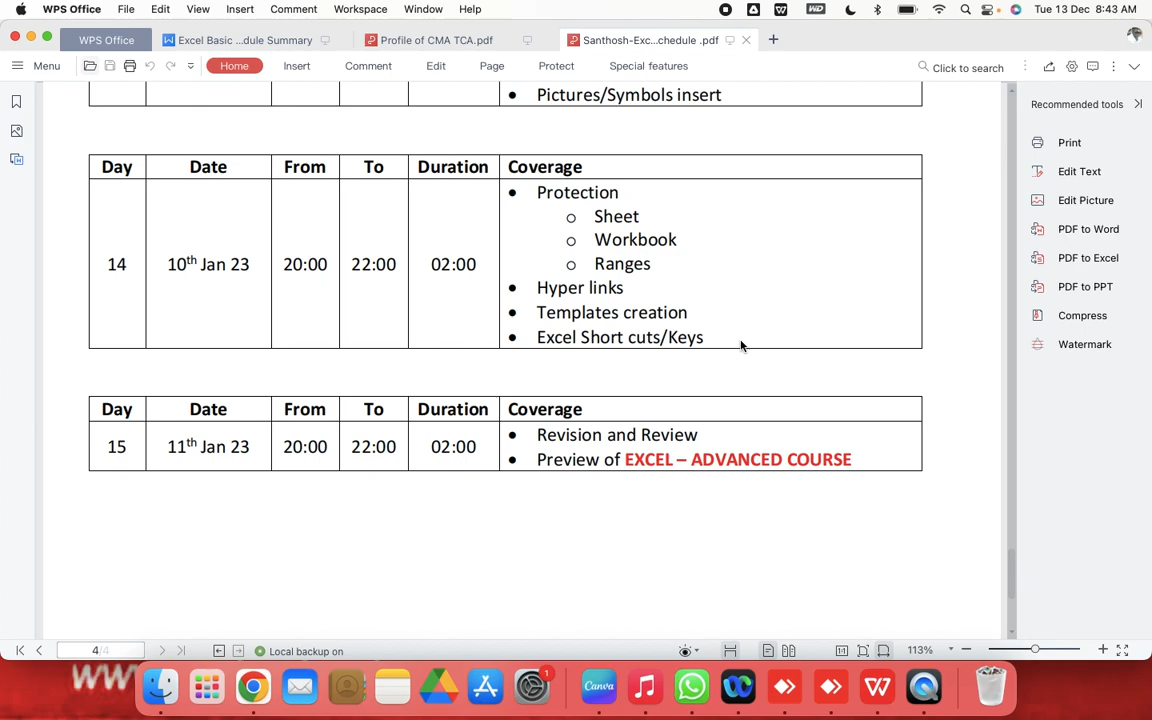 WPS Office File Edit View Insert Comment Workspace Window Help Tue 13 Dec 8:43 AM
WPS Office Excel Basic ...dule Summary Profile of CMA TCA.pdf Santhosh-Exc...chedule .pdf
Menu Home Insert Comment Edit Page Protect Special features Click to search
Pictures/Symbols insert
Recommended tools
Print
Edit Text
Edit Picture
PDF to Word
PDF to Excel
PDF to PPT
Compress
Watermark
Day Date From To Duration Coverage
14 10th Jan 23 20:00 22:00 02:00
• Protection
o Sheet
o Workbook
o Ranges
• Hyper links
• Templates creation
• Excel Short cuts/Keys
Day Date From To Duration Coverage
15 11th Jan 23 20:00 22:00 02:00
• Revision and Review
• Preview of EXCEL – ADVANCED COURSE
4/4 Local backup on 1:1 113%
ww
Canva
1